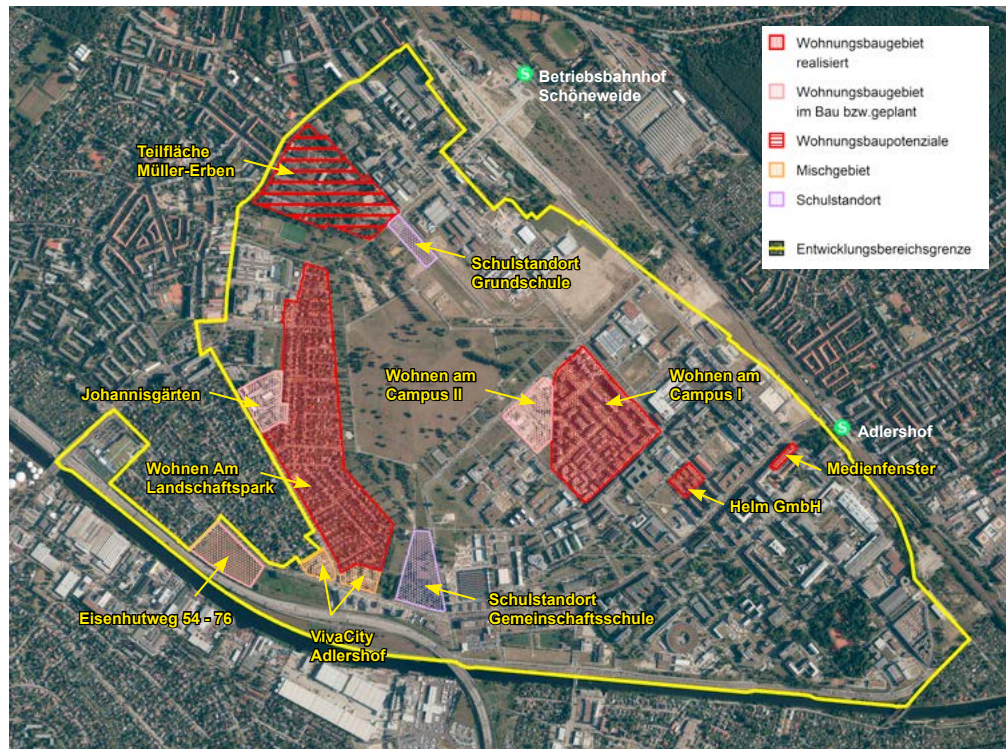 Betriebsbahnhof
Schöneweide
Wohnungsbaugebiet
realisiert
Wohnungsbaugebiet
im Bau bzw.geplant
Wohnungsbaupotenziale
Mischgebiet
Schulstandort
Entwicklungsbereichsgrenze
Teilfläche
Müller-Erben
Schulstandort
Grundschule
Johannisgärten
Wohnen am
Campus II
Wohnen am
Campus I
Adlershof
Medienfenster
Helm GmbH
Wohnen Am
Landschaftspark
Eisenhutweg 54 - 76
VivaCity
Adlershof
Schulstandort
Gemeinschaftsschule
S
S